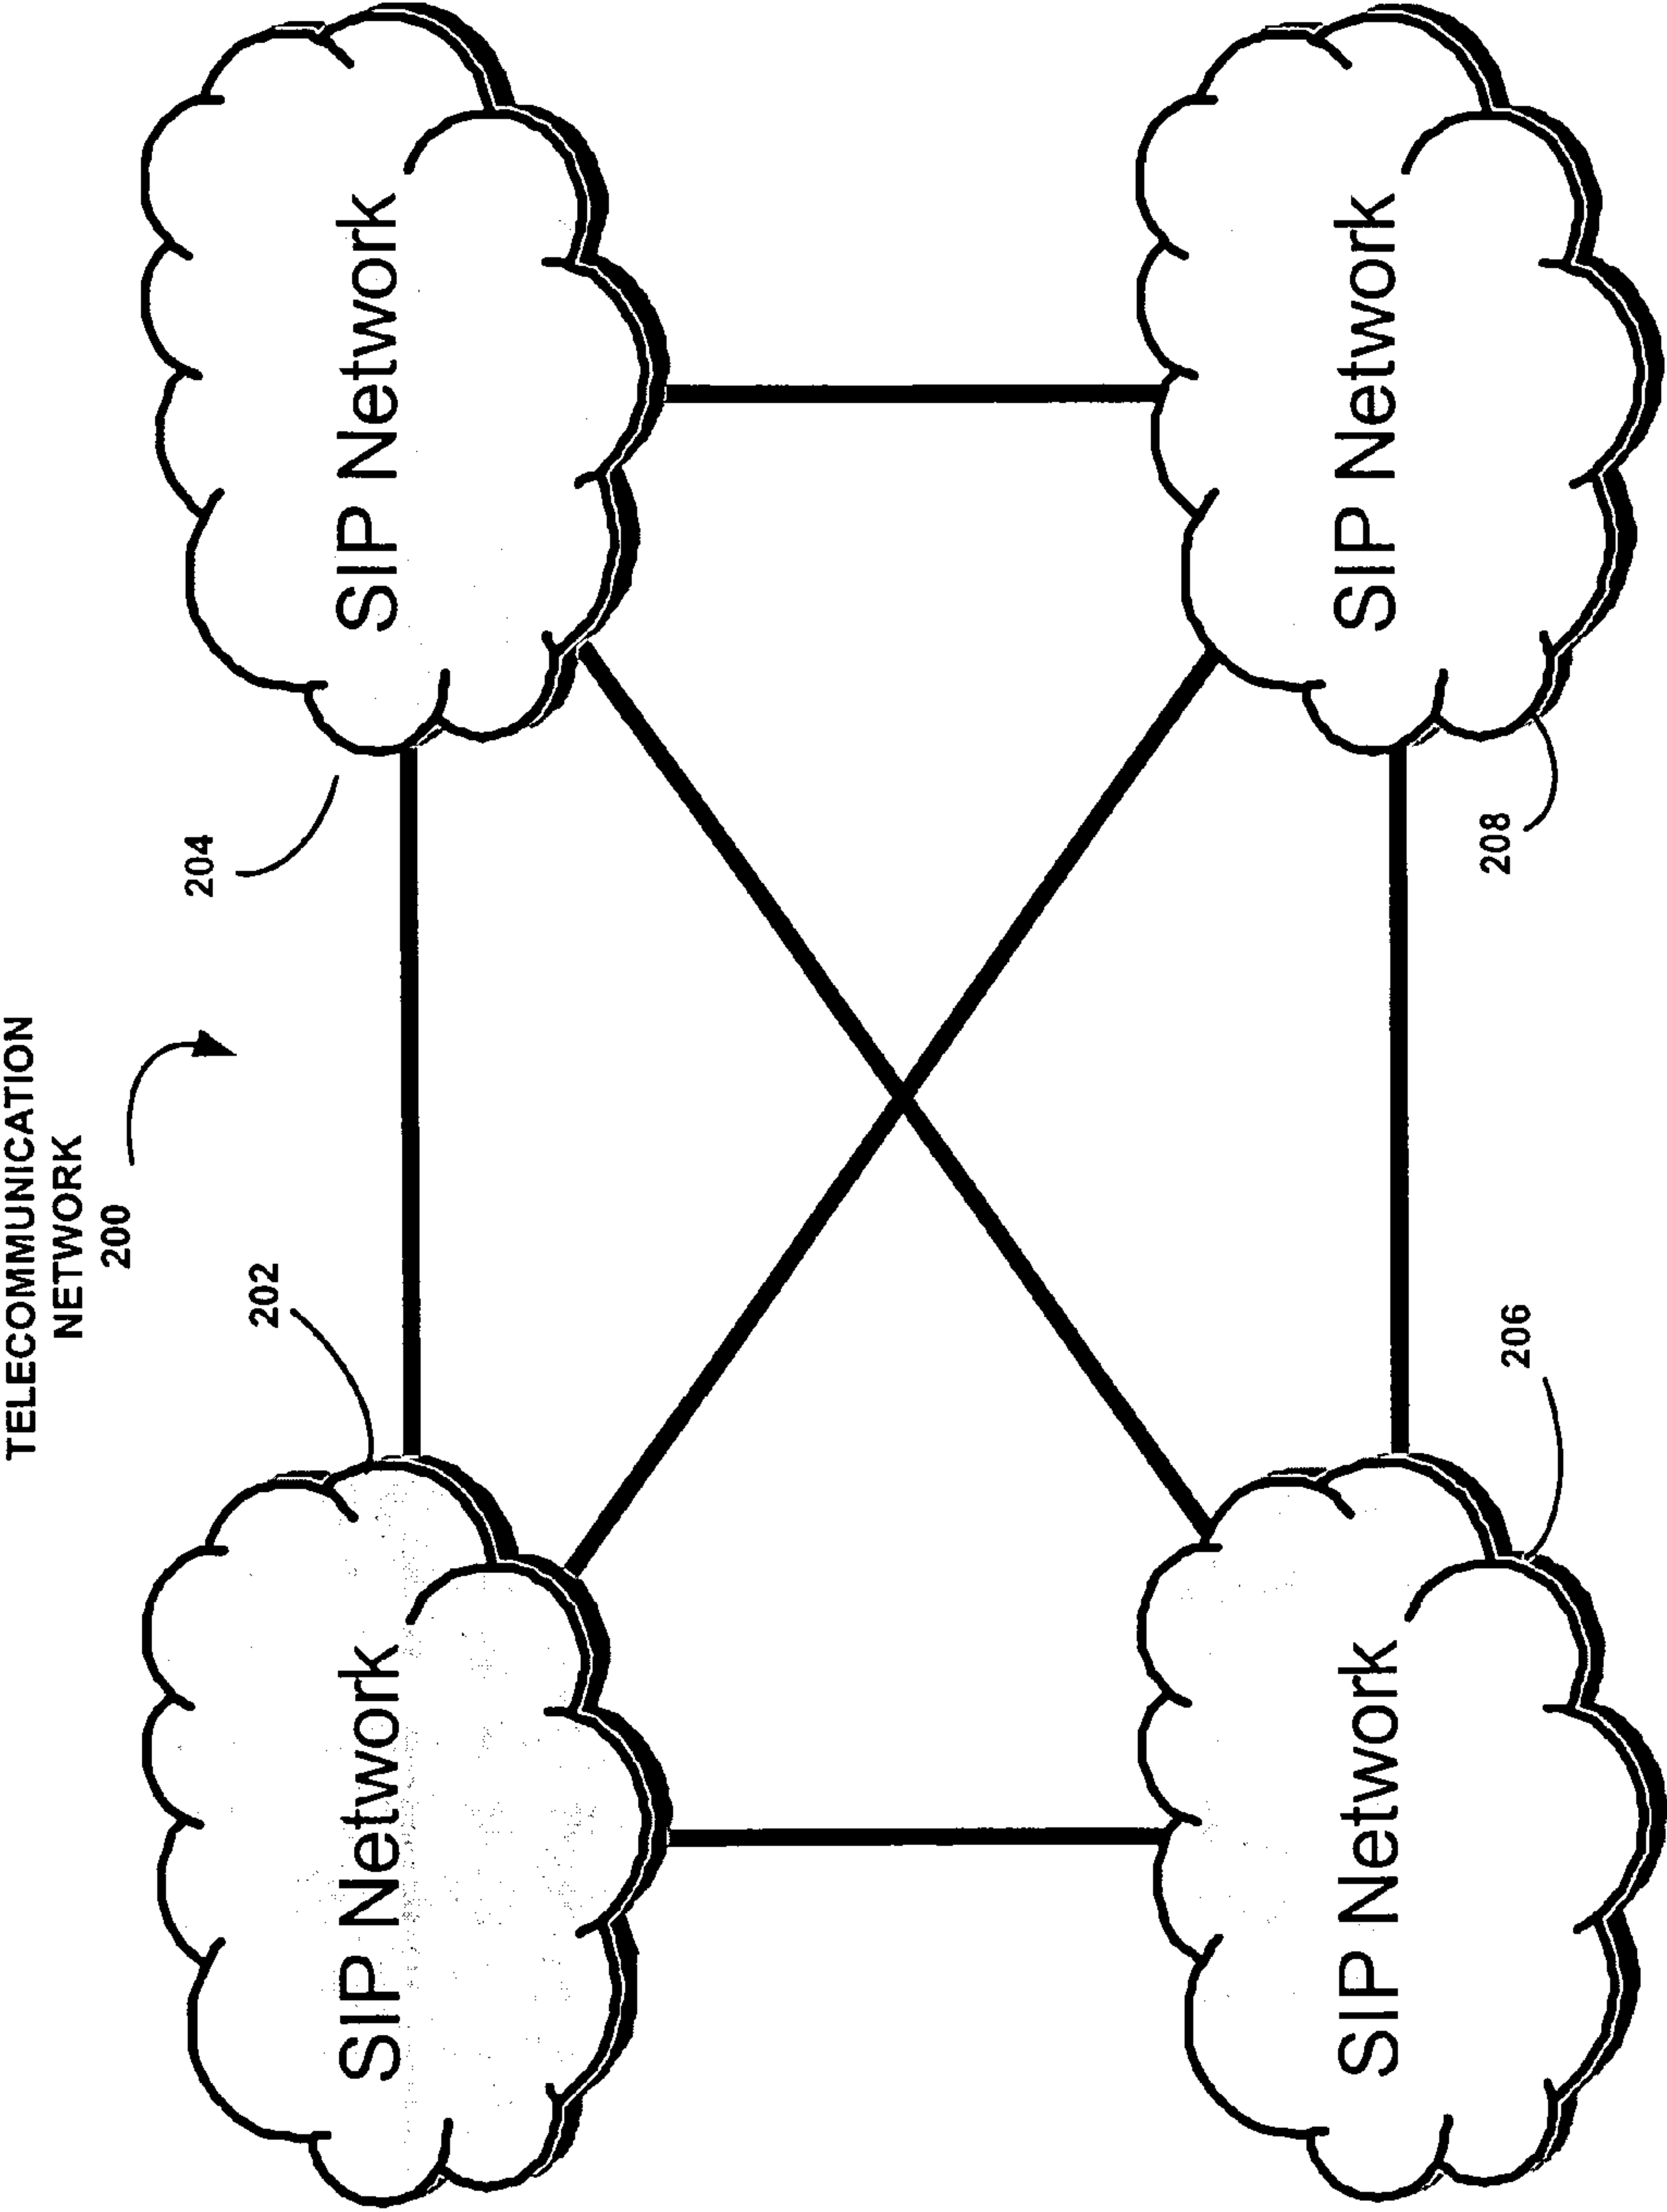 TELECOMMUNICATION
NETWORK
200
202
204
SIP Network
SIP Network
206
208
SIP Network
SIP Network